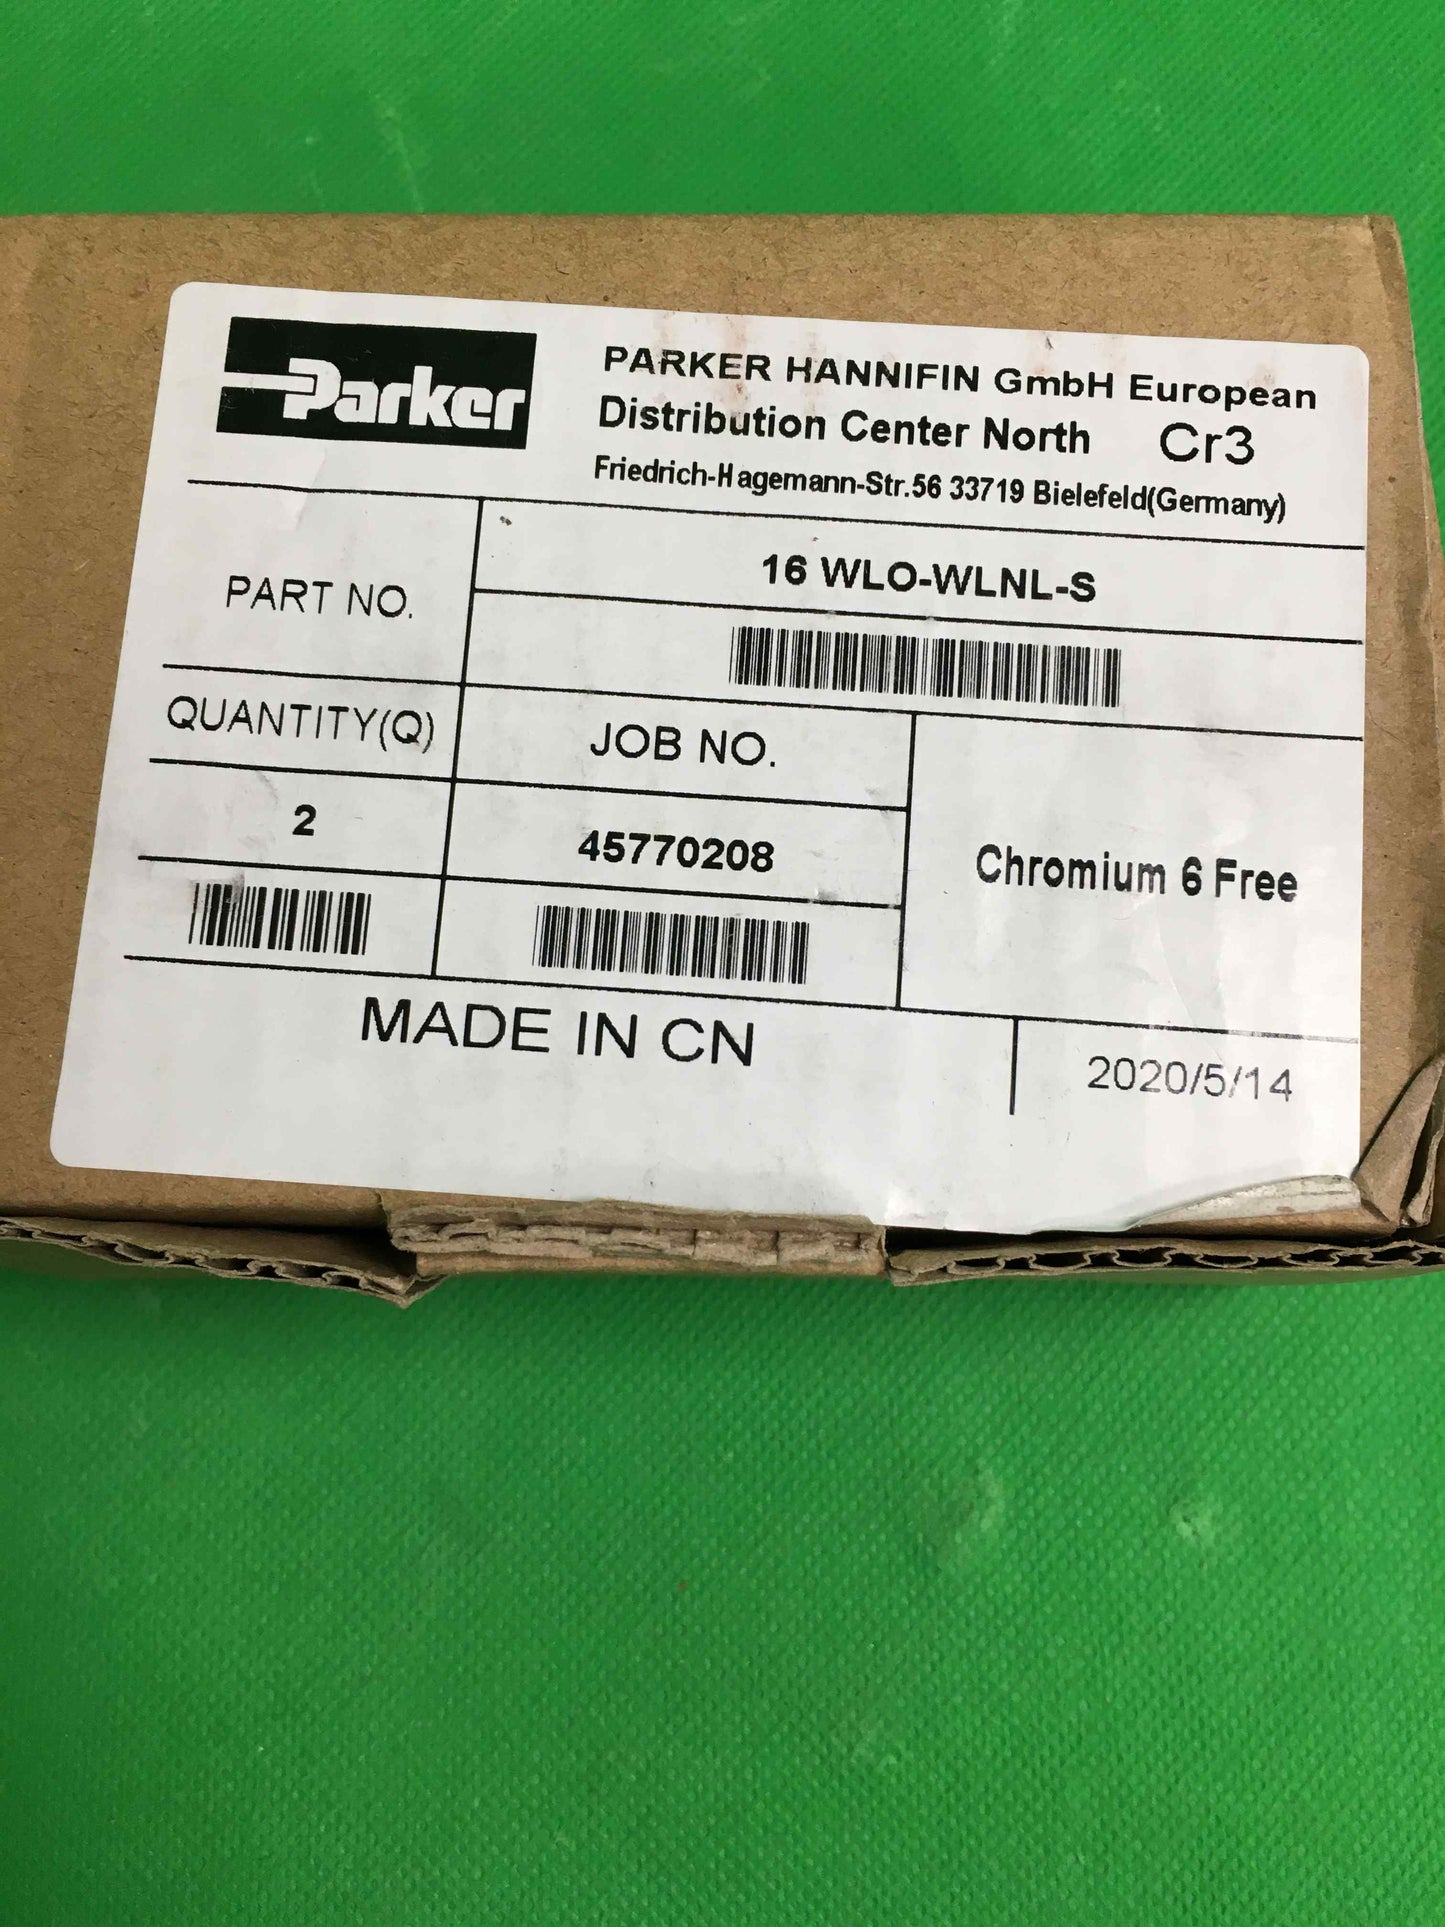 Parker
PARKER HANNIFIN GmbH European
Distribution Center North Cr3
Friedrich-Hagemann-Str.56 33719 Bielefeld(Germany)
PART NO.
16 WLO-WLNL-S
QUANTITY(Q)
JOB NO.
2
45770208
Chromium 6 Free
MADE IN CN
2020/5/14